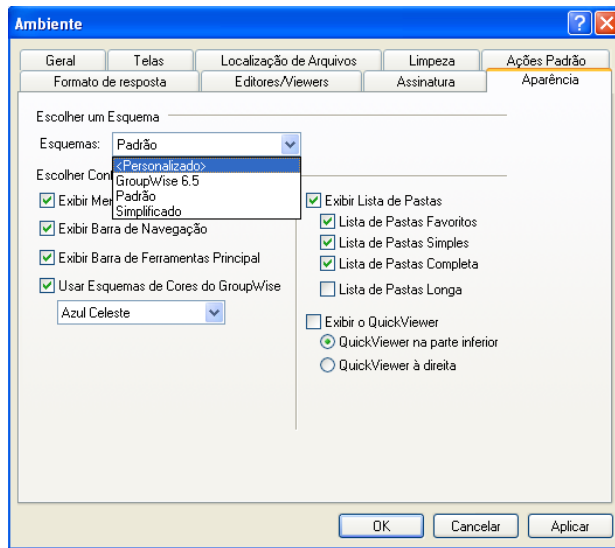 Ambiente
Geral
Telas
Localização de Arquivos
Limpeza
Ações Padrão
Formato de resposta
Editores/Viewers
Assinatura
Aparência
Escolher um Esquema
Esquemas: Padrão
<Personalizado>
GroupWise 6.5
Padrão
Simplificado
Escolher
Exibir
Exibir Barra de Navegação
Exibir Barra de Ferramentas Principal
Usar Esquemas de Cores do GroupWise
Azul Celeste
Exibir Lista de Pastas
Lista de Pastas Favoritos
Lista de Pastas Simples
Lista de Pastas Completa
Lista de Pastas Longa
Exibir o QuickViewer
QuickViewer na parte inferior
QuickViewer à direita
OK
Cancelar
Aplicar